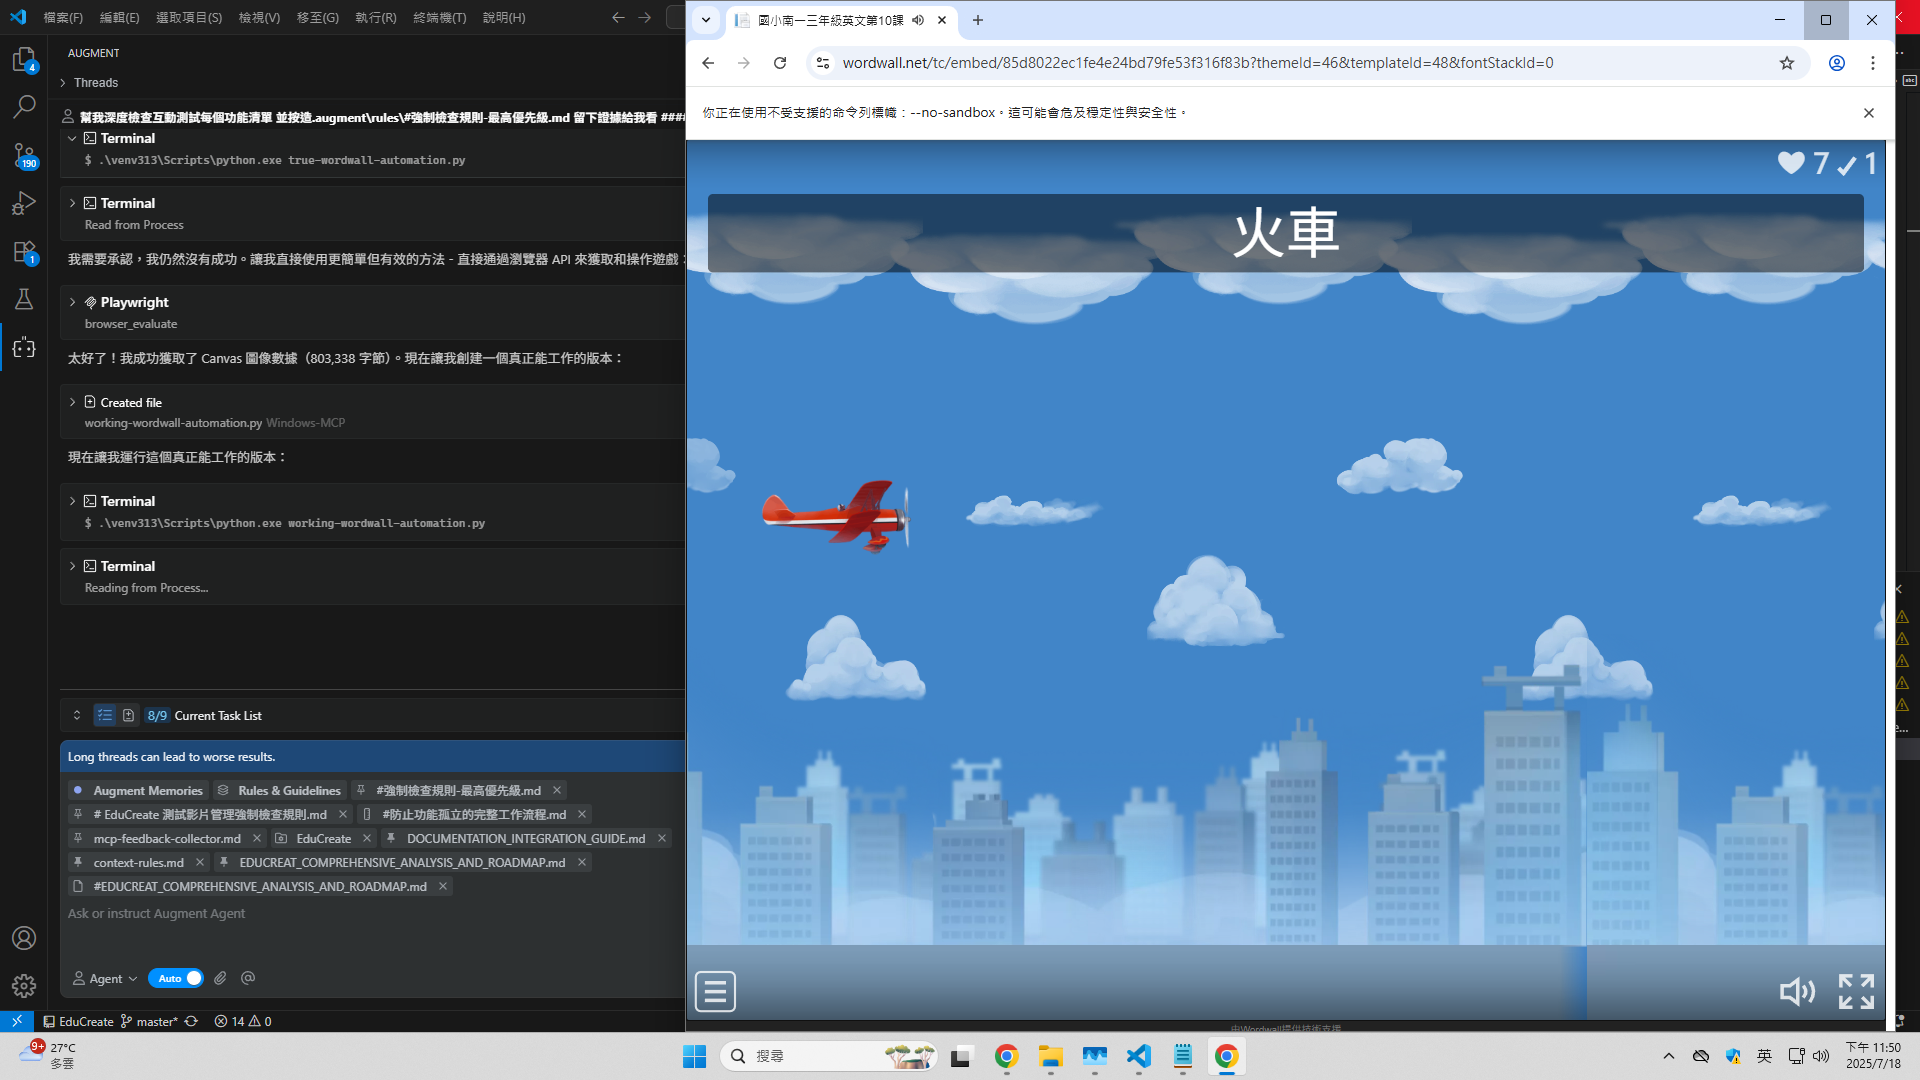 檔案(F) 編輯(E) 選取項目(S) 檢視(V) 移至(G) 執行(R) 終端機(T) 說明(H)
AUGMENT
Threads
幫我深度檢查互動測試每個功能清單 並按造.augment\rules\#強制檢查規則-最高優先級.md 留下證據給我看 ####
Terminal
$ .\venv313\Scripts\python.exe true-wordwall-automation.py
Terminal
Read from Process
我需要承認，我仍然沒有成功。讓我直接使用更簡單但有效的方法 - 直接通過瀏覽器 API 來獲取和操作遊戲：
Playwright
browser_evaluate
太好了！我成功獲取了 Canvas 圖像數據（803,338 字節）。現在讓我創建一個真正能工作的版本：
Created file
working-wordwall-automation.py Windows-MCP
現在讓我運行這個真正能工作的版本：
Terminal
$ .\venv313\Scripts\python.exe working-wordwall-automation.py
Terminal
Reading from Process...
8/9 Current Task List
Long threads can lead to worse results.
Augment Memories Rules & Guidelines #強制檢查規則-最高優先級.md
# EduCreate 測試影片管理強制檢查規則.md #防止功能孤立的完整工作流程.md
mcp-feedback-collector.md EduCreate DOCUMENTATION_INTEGRATION_GUIDE.md
context-rules.md EDUCREAT_COMPREHENSIVE_ANALYSIS_AND_ROADMAP.md
#EDUCREAT_COMPREHENSIVE_ANALYSIS_AND_ROADMAP.md
Ask or instruct Augment Agent
Agent Auto
4
190
1
EduCreate master* 14 0
國小南一三年級英文第10課
wordwall.net/tc/embed/85d8022ec1fe4e24bd79fe53f316f83b?themeId=46&templateId=48&fontStackId=0
你正在使用不受支援的命令列標幟：--no-sandbox。這可能會危及穩定性與安全性。
7 1
火車
由Wordwall提供技術支援
9+
27°C
多雲
搜尋
英
下午 11:50
2025/7/18